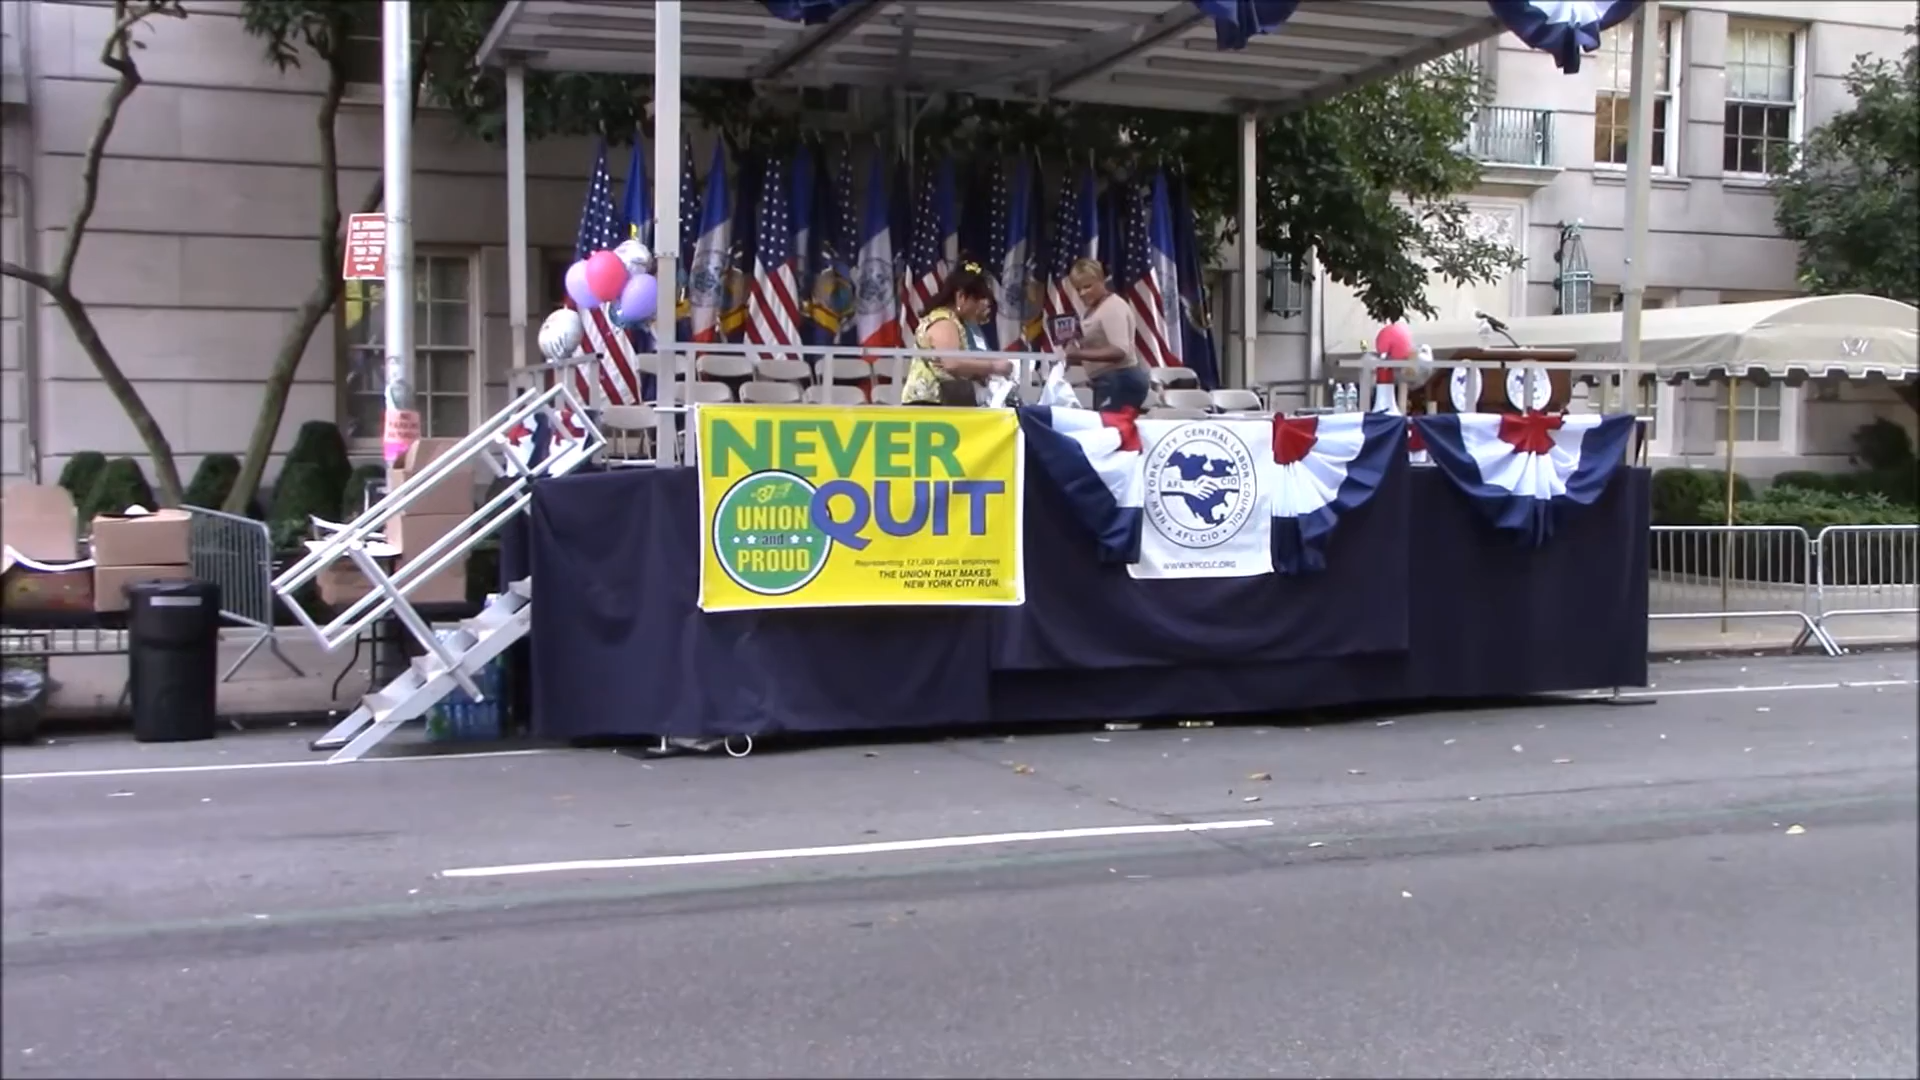 NEVER
QUIT
37
UNION
and
PROUD
Representing 121,000 public employees
THE UNION THAT MAKES
NEW YORK CITY RUN.
NEW YORK CITY CENTRAL LABOR COUNCIL
AFL CIO
AFL-CIO
WWW.NYCCLC.ORG